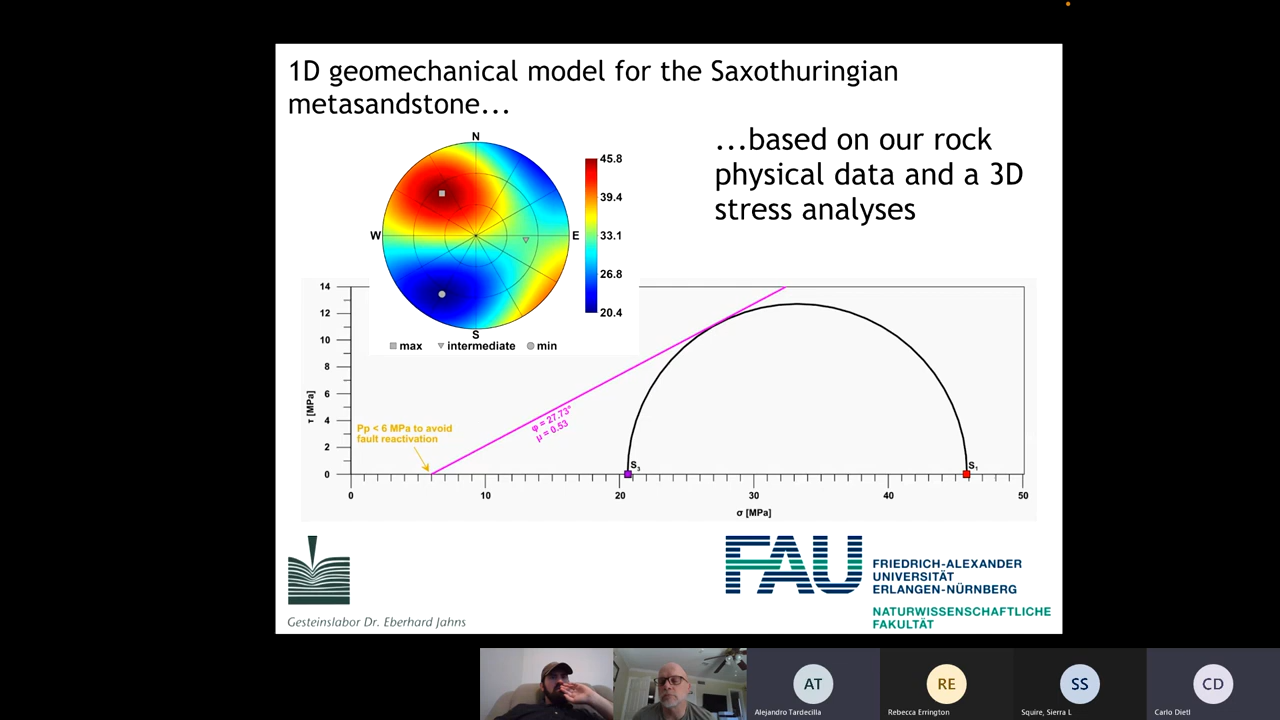 1D geomechanical model for the Saxothuringian
metasandstone...
...based on our rock
physical data and a 3D
stress analyses
N
W
E
S
45.8
39.4
33.1
26.8
20.4
max
intermediate
min
14
12
10
8
6
4
2
0
τ [MPa]
Pp < 6 MPa to avoid
fault reactivation
φ = 27.73°
μ = 0.53
S3
S1
0
10
20
30
40
50
σ [MPa]
Gesteinslabor Dr. Eberhard Jahns
FAU
FRIEDRICH-ALEXANDER
UNIVERSITÄT
ERLANGEN-NÜRNBERG
NATURWISSENSCHAFTLICHE
FAKULTÄT
AT
Alejandro Tardecilla
RE
Rebecca Errington
SS
Squire, Sierra L
CD
Carlo Dietl